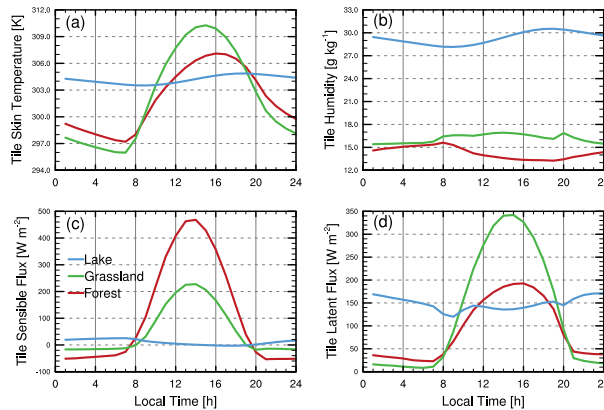 (a)
Tile Skin Temperature [K]
312.0
309.0
306.0
303.0
300.0
297.0
294.0
0 4 8 12 16 20 24
(b)
Tile Humidity [g kg⁻¹]
33.0
30.0
27.0
24.0
21.0
18.0
15.0
12.0
0 4 8 12 16 20 24
(c)
Tile Sensible Flux [W m⁻²]
500
400
300
200
100
0
-100
Lake
Grassland
Forest
0 4 8 12 16 20 24
Local Time [h]
(d)
Tile Latent Flux [W m⁻²]
350
300
250
200
150
100
50
0
0 4 8 12 16 20 24
Local Time [h]